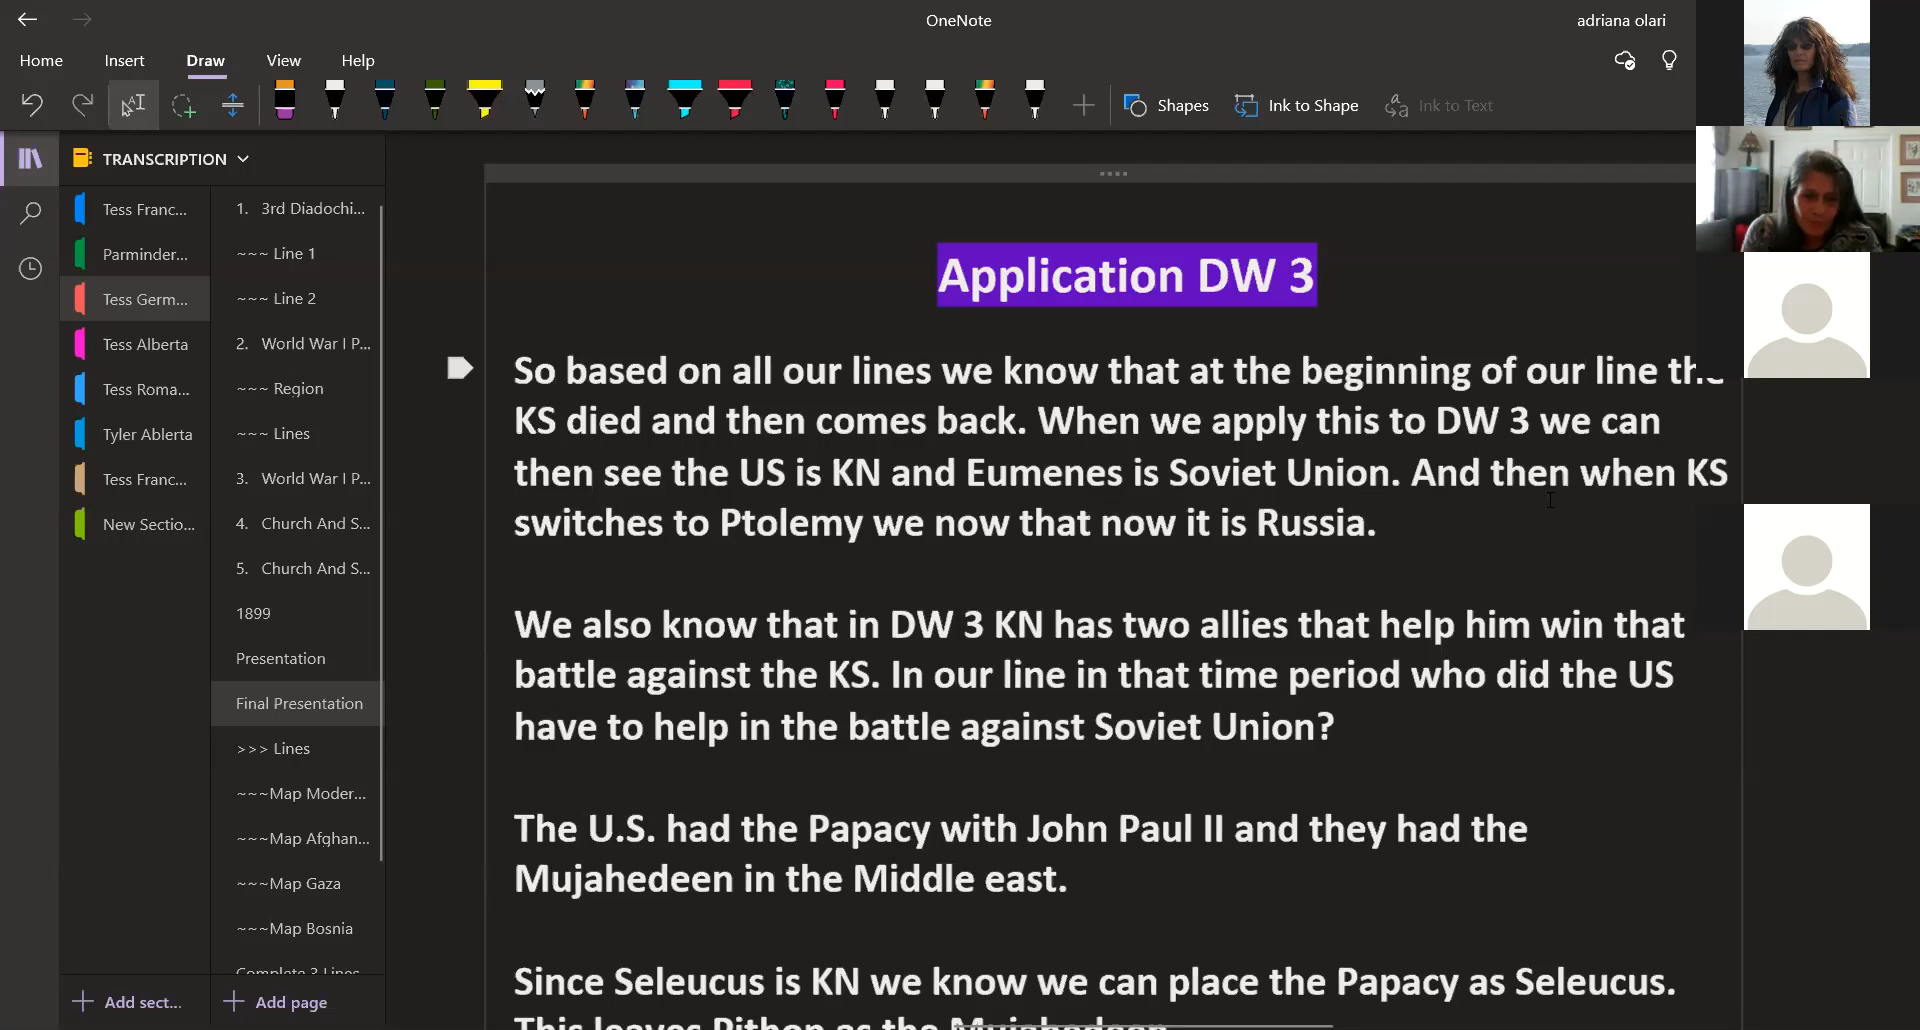 OneNote
adriana olari
Home
Insert
Draw
View
Help
Shapes
Ink to Shape
Ink to Text
TRANSCRIPTION
Tess Franc...
Parminder...
Tess Germ...
Tess Alberta
Tess Roma...
Tyler Ablerta
Tess Franc...
New Sectio...
Add sect...
1. 3rd Diadochi...
~~~ Line 1
~~~ Line 2
2. World War I P...
~~~ Region
~~~ Lines
3. World War I P...
4. Church And S...
5. Church And S...
1899
Presentation
Final Presentation
>>> Lines
~~~Map Moder...
~~~Map Afghan...
~~~Map Gaza
~~~Map Bosnia
Complete 3 Lines
Add page
Application DW 3
So based on all our lines we know that at the beginning of our line the
KS died and then comes back. When we apply this to DW 3 we can
then see the US is KN and Eumenes is Soviet Union. And then when KS
switches to Ptolemy we now that now it is Russia.
We also know that in DW 3 KN has two allies that help him win that
battle against the KS. In our line in that time period who did the US
have to help in the battle against Soviet Union?
The U.S. had the Papacy with John Paul II and they had the
Mujahedeen in the Middle east.
Since Seleucus is KN we know we can place the Papacy as Seleucus.
This leaves Pithon as the Mujahedeen